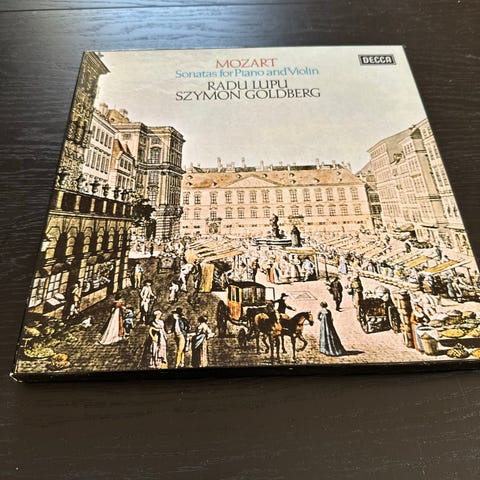 MOZART
Sonatas for Piano and Violin
RADU LUPU
SZYMON GOLDBERG
DECCA